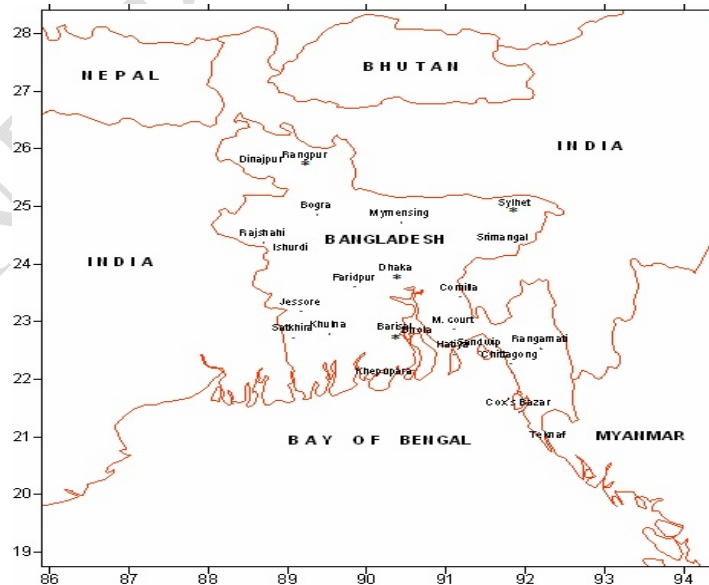 28
27
26
25
24
23
22
21
20
19
NEPAL
BHUTAN
INDIA
Dinajpur
Rangpur
*
Bogra
Mymensing
Sylhet
*
Rajshahi
Ishurdi
BANGLADESH
Srimangal
INDIA
Dhaka
*
Faridpur
Comilla
Jessore
Satkhira
Khulna
Barisal
*
Bhola
M. court
Hatiya
Sandwip
Rangamati
Chittagong
Khepupara
Cox's Bazar
Teknaf
BAY OF BENGAL
MYANMAR
86 87 88 89 90 91 92 93 94